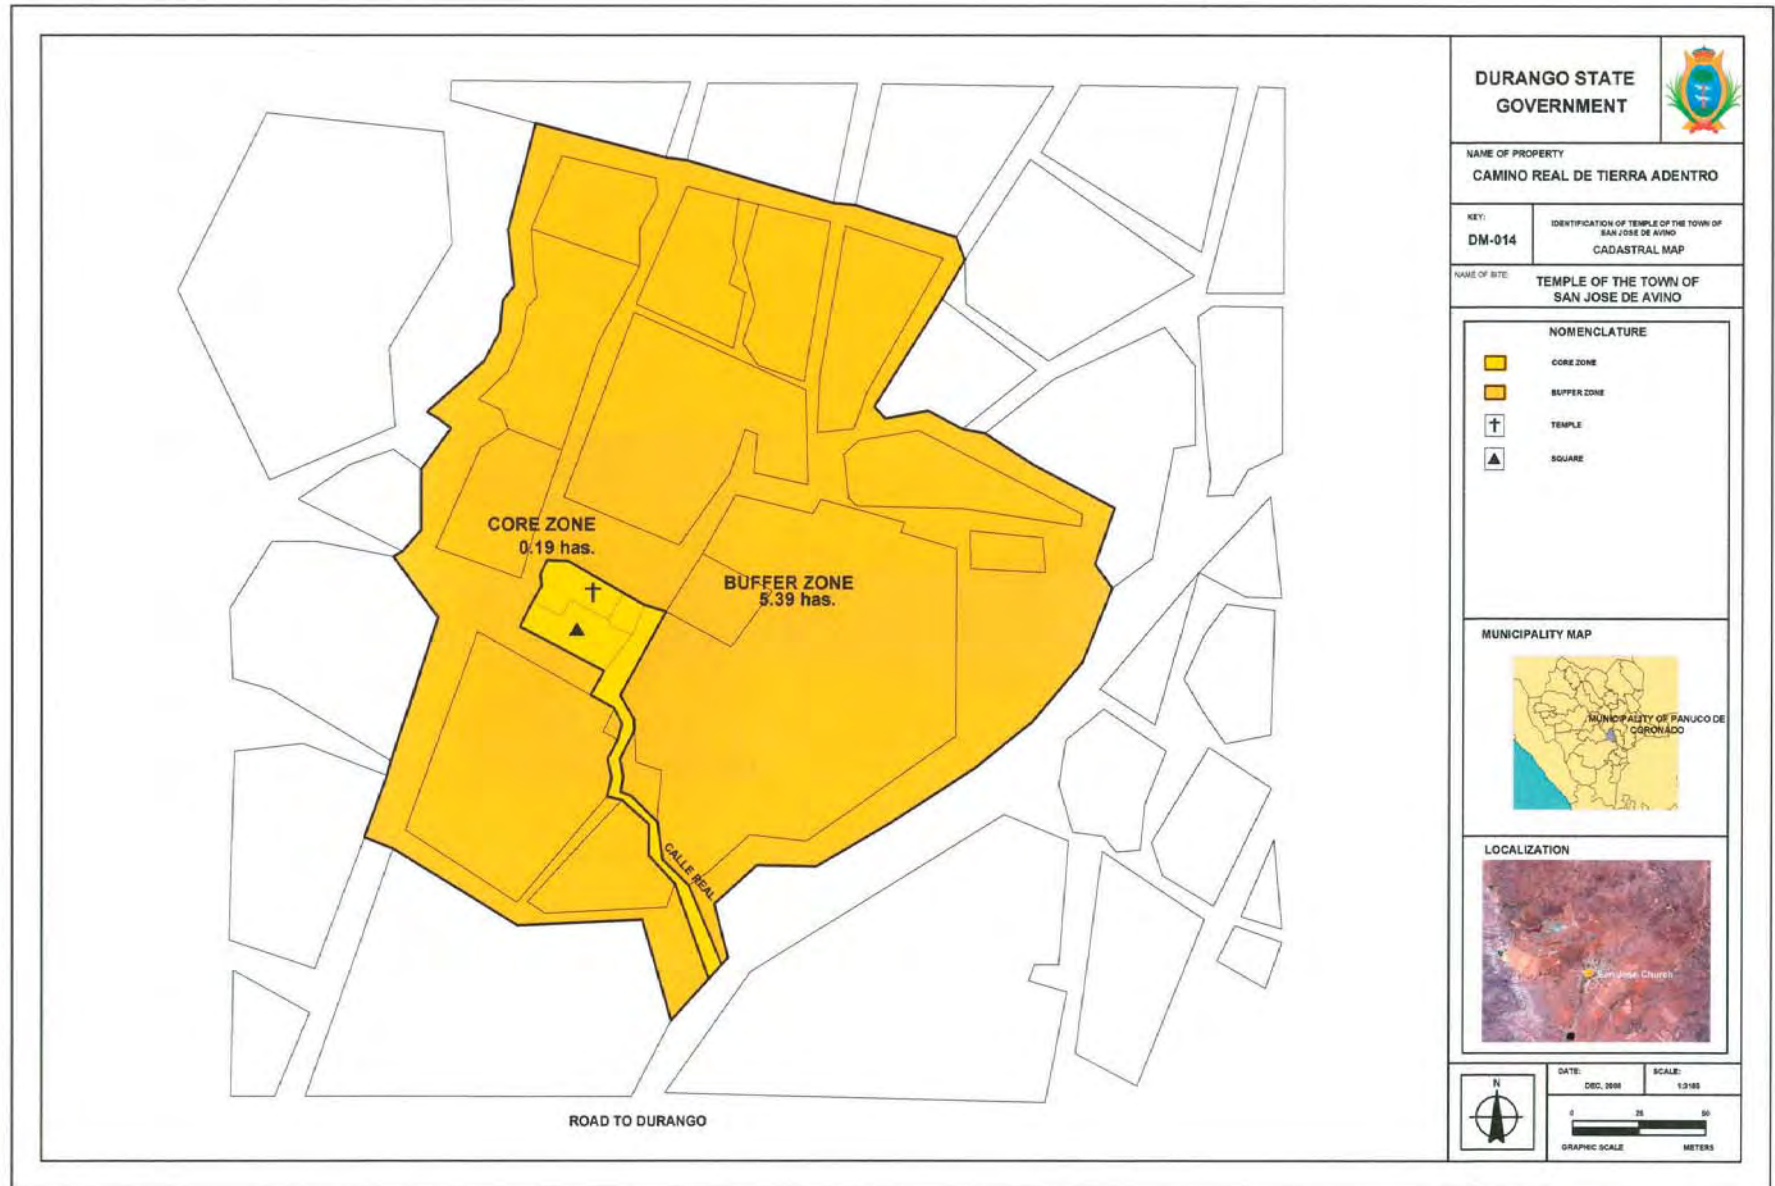 CORE ZONE
0.19 has.
BUFFER ZONE
5.39 has.
CALLE REAL
ROAD TO DURANGO
DURANGO STATE
GOVERNMENT
NAME OF PROPERTY
CAMINO REAL DE TIERRA ADENTRO
KEY:
DM-014
IDENTIFICATION OF TEMPLE OF THE TOWN OF
SAN JOSE DE AVINO
CADASTRAL MAP
NAME OF SITE:
TEMPLE OF THE TOWN OF
SAN JOSE DE AVINO
NOMENCLATURE
CORE ZONE
BUFFER ZONE
TEMPLE
SQUARE
MUNICIPALITY MAP
MUNICIPALITY OF PANUCO DE
CORONADO
LOCALIZATION
San Jose Church
N
DATE:
DEC,
SCALE:
0 25 50
GRAPHIC SCALE METERS